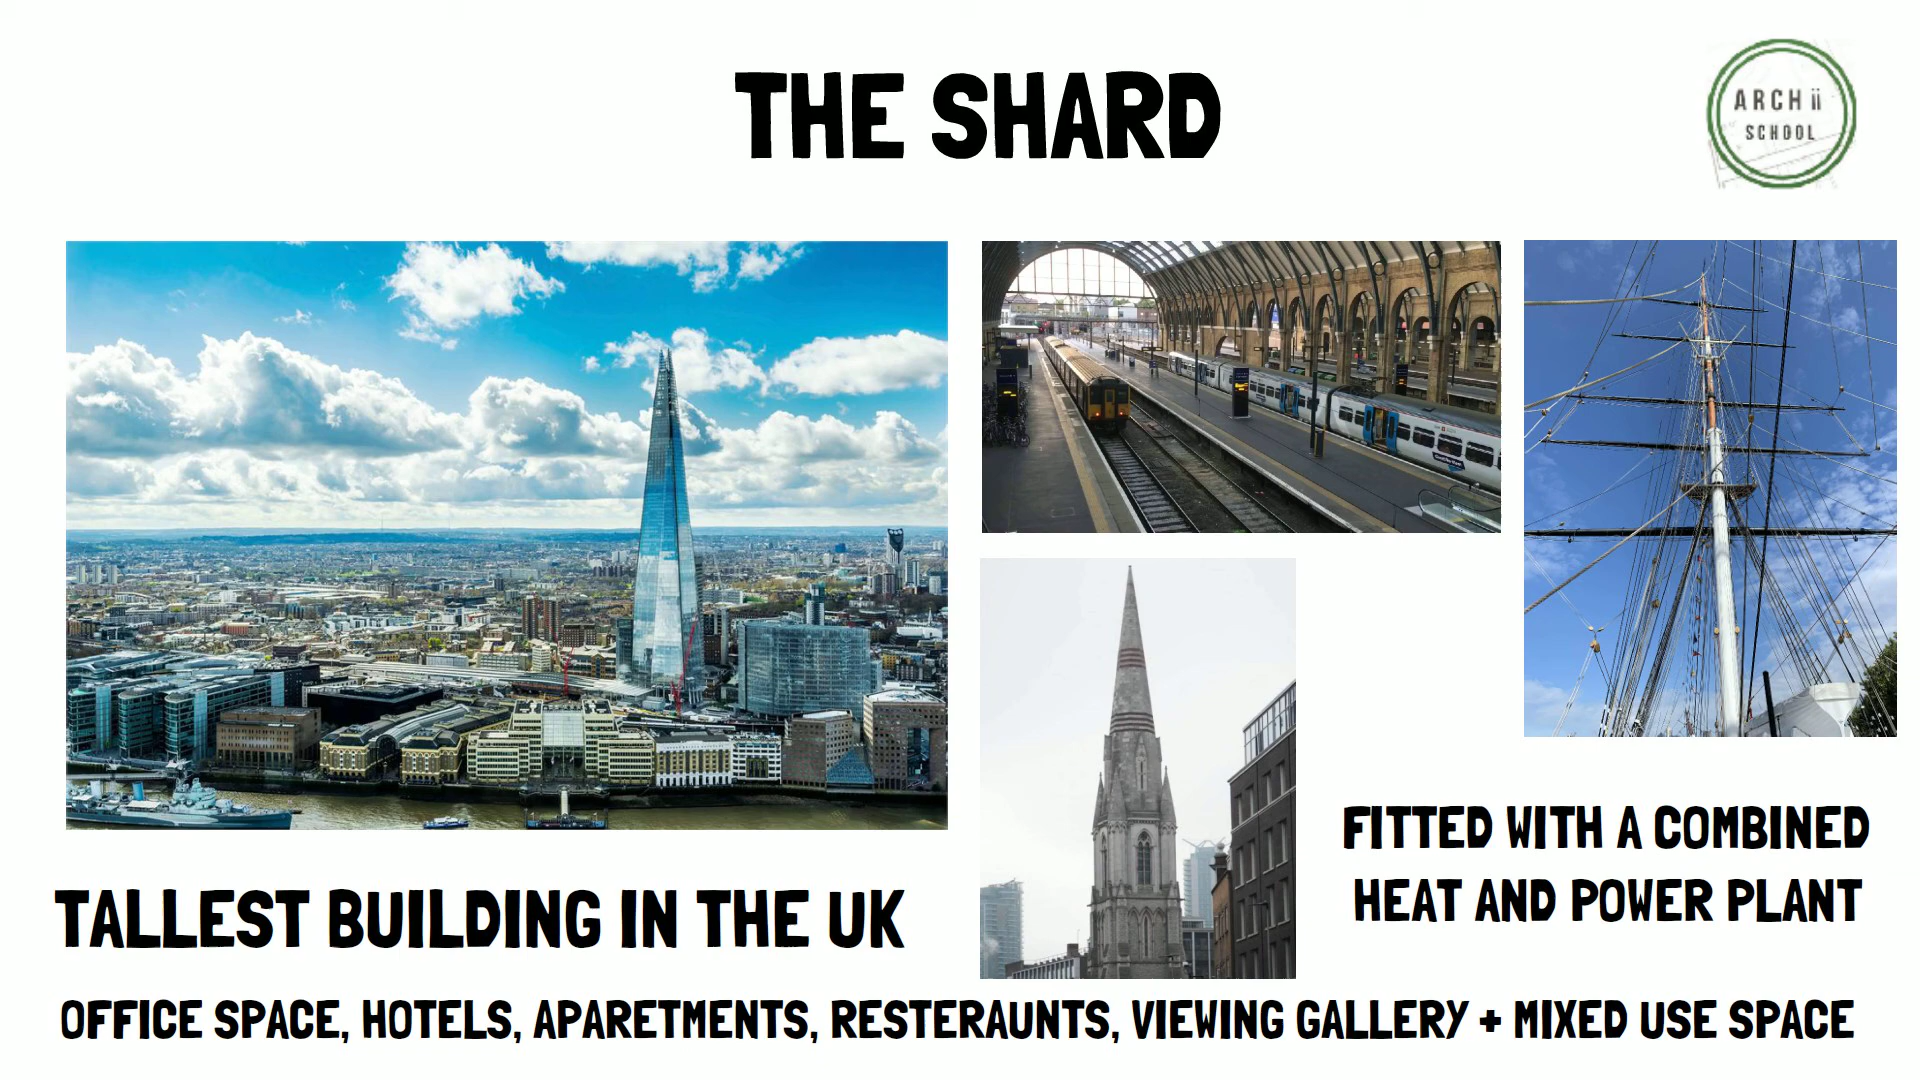 THE SHARD
ARCH ii
SCHOOL
TALLEST BUILDING IN THE UK
FITTED WITH A COMBINED
HEAT AND POWER PLANT
OFFICE SPACE, HOTELS, APARETMENTS, RESTERAUNTS, VIEWING GALLERY + MIXED USE SPACE